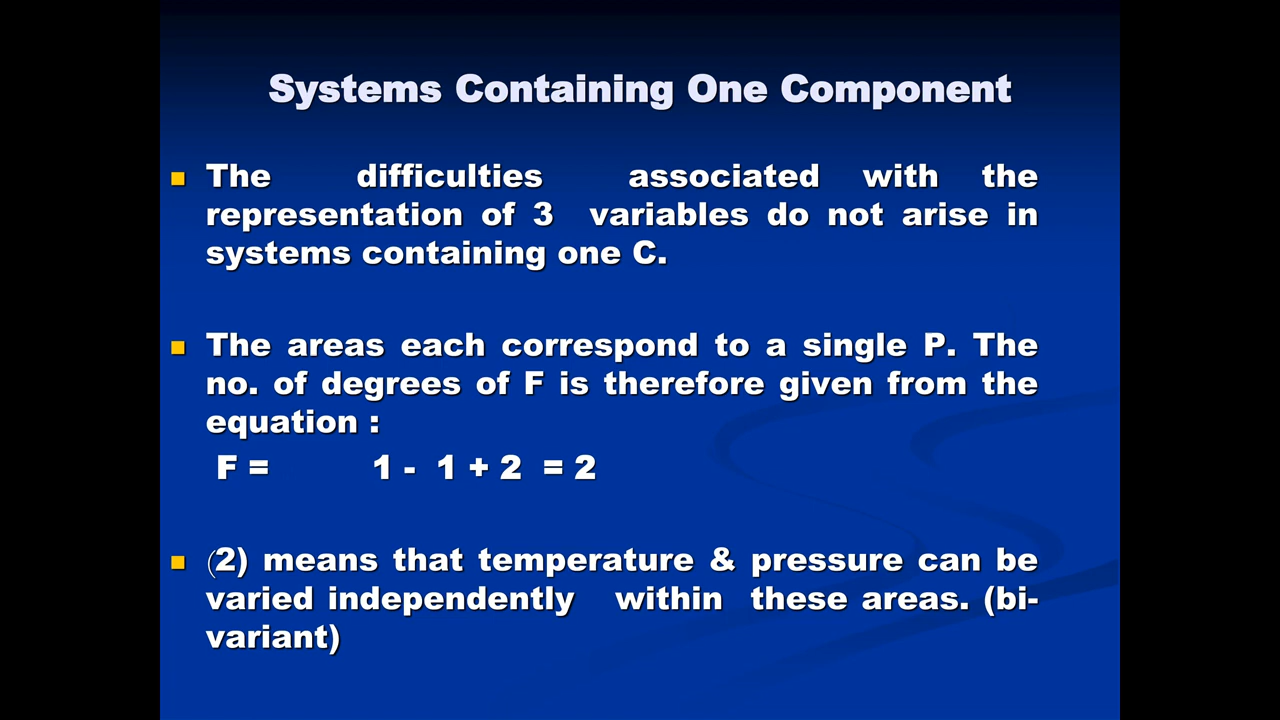 Systems Containing One Component
The difficulties associated with the
representation of 3 variables do not arise in
systems containing one C.
The areas each correspond to a single P. The
no. of degrees of F is therefore given from the
equation :
F = 1 - 1 + 2 = 2
(2) means that temperature & pressure can be
varied independently within these areas. (bi-
variant)